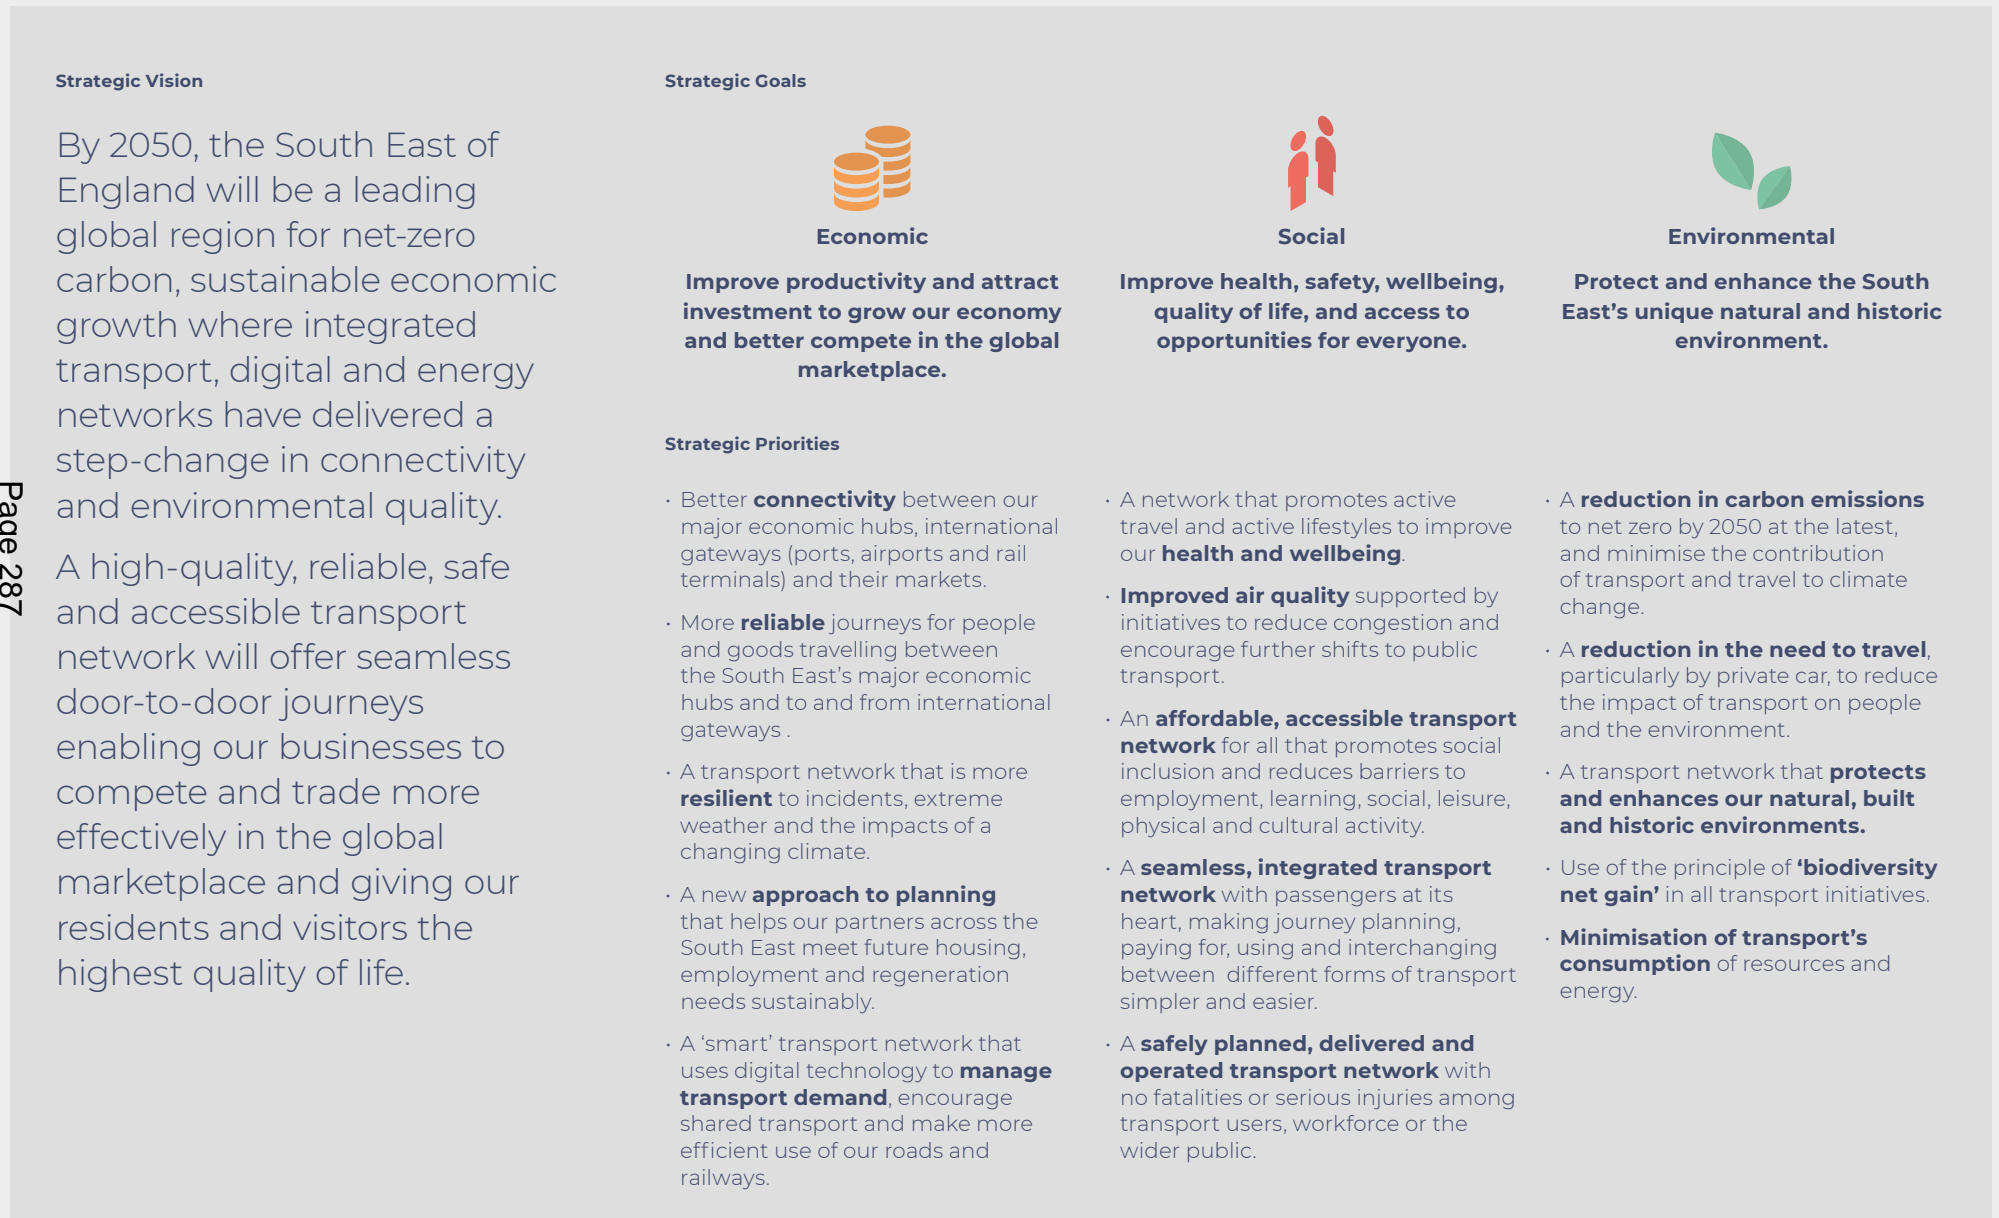 Strategic Vision
By 2050, the South East of
England will be a leading
global region for net-zero
carbon, sustainable economic
growth where integrated
transport, digital and energy
networks have delivered a
step-change in connectivity
and environmental quality.
A high-quality, reliable, safe
and accessible transport
network will offer seamless
door-to-door journeys
enabling our businesses to
compete and trade more
effectively in the global
marketplace and giving our
residents and visitors the
highest quality of life.
Page 287
Strategic Goals
Economic
Improve productivity and attract
investment to grow our economy
and better compete in the global
marketplace.
Social
Improve health, safety, wellbeing,
quality of life, and access to
opportunities for everyone.
Environmental
Protect and enhance the South
East’s unique natural and historic
environment.
Strategic Priorities
· Better connectivity between our
major economic hubs, international
gateways (ports, airports and rail
terminals) and their markets.
· More reliable journeys for people
and goods travelling between
the South East’s major economic
hubs and to and from international
gateways .
· A transport network that is more
resilient to incidents, extreme
weather and the impacts of a
changing climate.
· A new approach to planning
that helps our partners across the
South East meet future housing,
employment and regeneration
needs sustainably.
· A ‘smart’ transport network that
uses digital technology to manage
transport demand, encourage
shared transport and make more
efficient use of our roads and
railways.
· A network that promotes active
travel and active lifestyles to improve
our health and wellbeing.
· Improved air quality supported by
initiatives to reduce congestion and
encourage further shifts to public
transport.
· An affordable, accessible transport
network for all that promotes social
inclusion and reduces barriers to
employment, learning, social, leisure,
physical and cultural activity.
· A seamless, integrated transport
network with passengers at its
heart, making journey planning,
paying for, using and interchanging
between  different forms of transport
simpler and easier.
· A safely planned, delivered and
operated transport network with
no fatalities or serious injuries among
transport users, workforce or the
wider public.
· A reduction in carbon emissions
to net zero by 2050 at the latest,
and minimise the contribution
of transport and travel to climate
change.
· A reduction in the need to travel,
particularly by private car, to reduce
the impact of transport on people
and the environment.
· A transport network that protects
and enhances our natural, built
and historic environments.
· Use of the principle of ‘biodiversity
net gain’ in all transport initiatives.
· Minimisation of transport’s
consumption of resources and
energy.